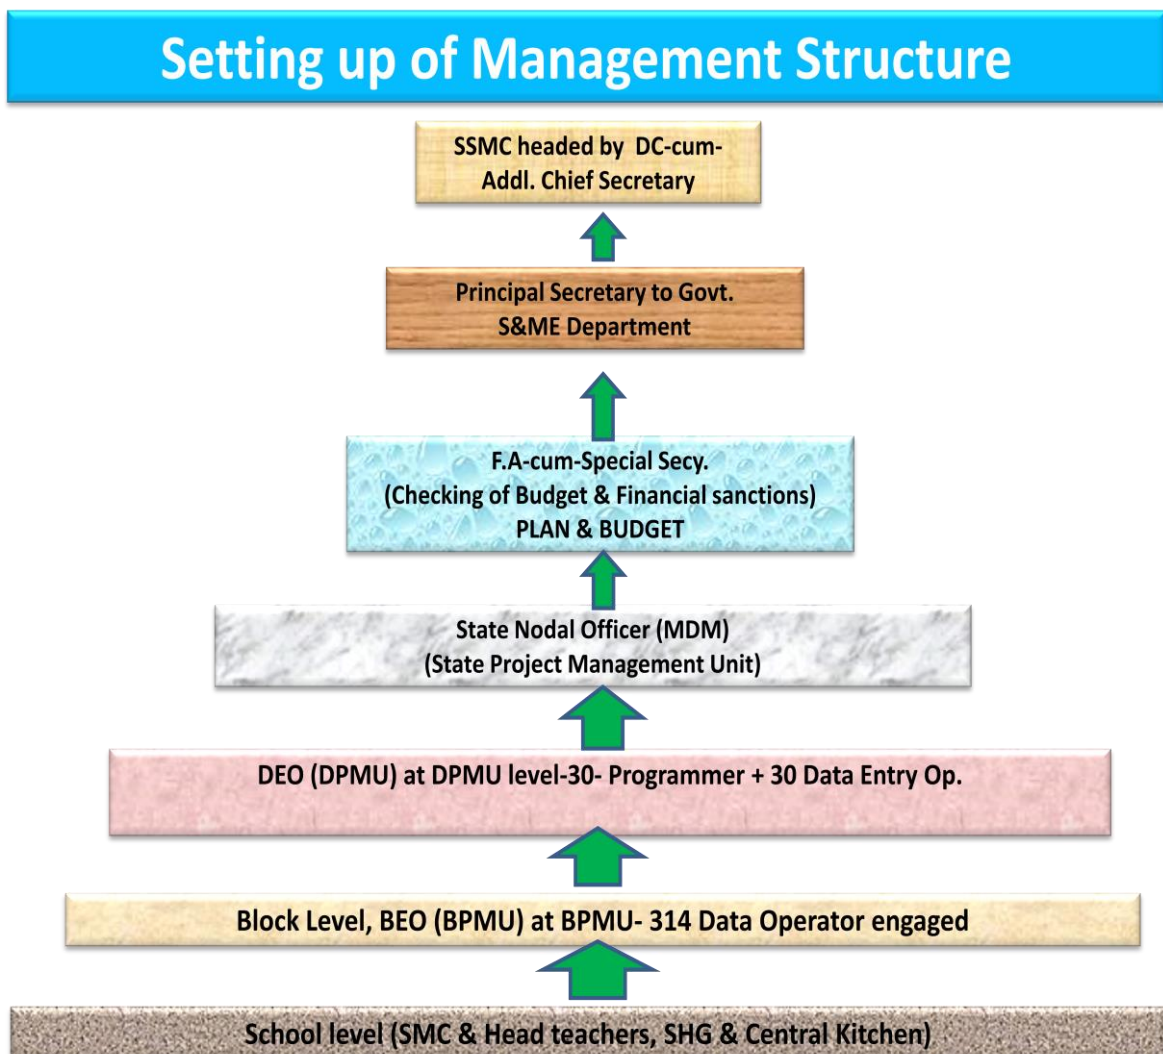 Setting up of Management Structure
SSMC headed by DC-cum-
Addl. Chief Secretary
Principal Secretary to Govt.
S&ME Department
F.A-cum-Special Secy.
(Checking of Budget & Financial sanctions)
PLAN & BUDGET
State Nodal Officer (MDM)
(State Project Management Unit)
DEO (DPMU) at DPMU level-30- Programmer + 30 Data Entry Op.
Block Level, BEO (BPMU) at BPMU- 314 Data Operator engaged
School level (SMC & Head teachers, SHG & Central Kitchen)